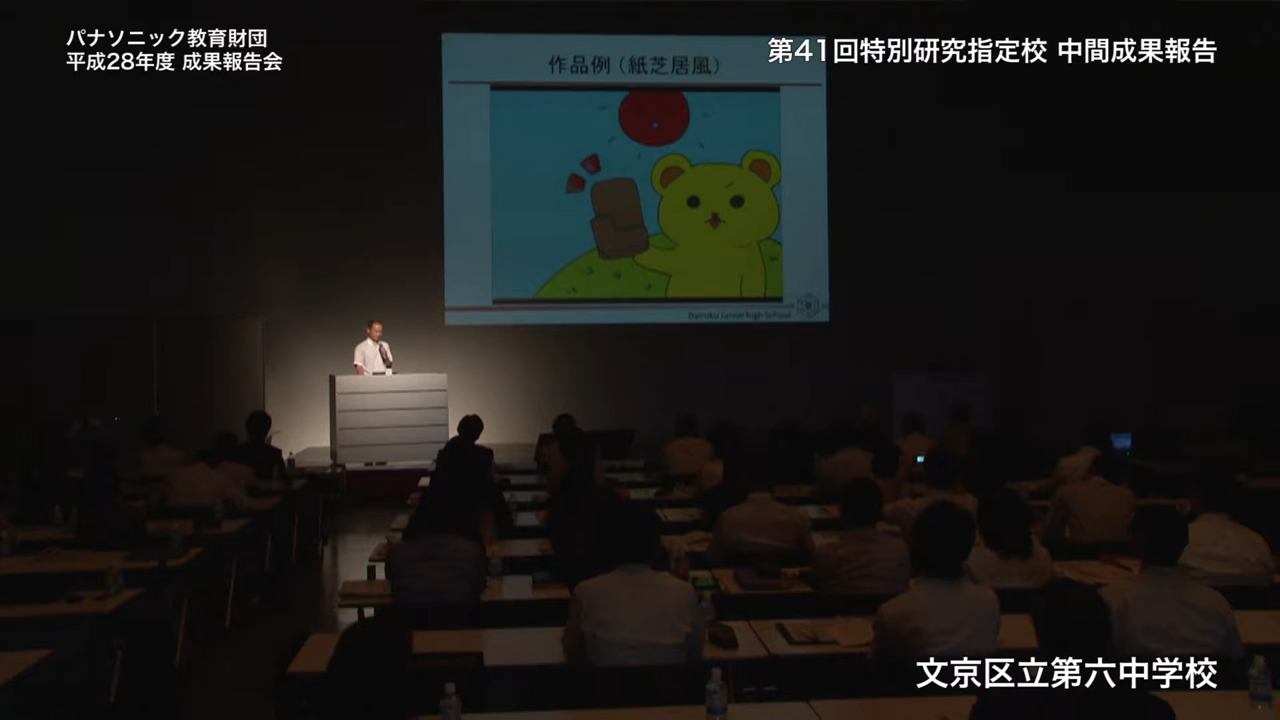 パナソニック教育財団
平成28年度 成果報告会
第41回特別研究指定校 中間成果報告
作品例（紙芝居風）
Dairoku Junior high School
文京区立第六中学校